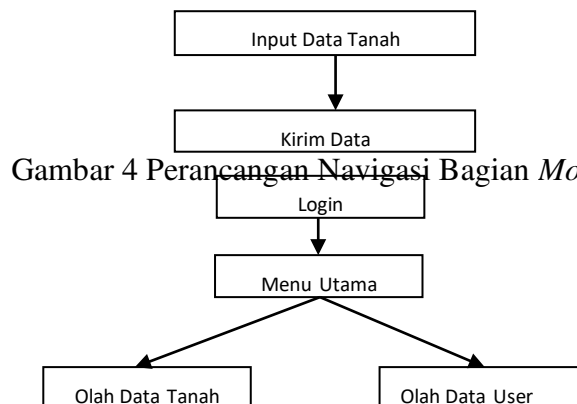 Input Data Tanah
Kirim Data
Gambar 4 Perancangan Navigasi Bagian
Login
Menu Utama
Olah Data Tanah Olah Data User